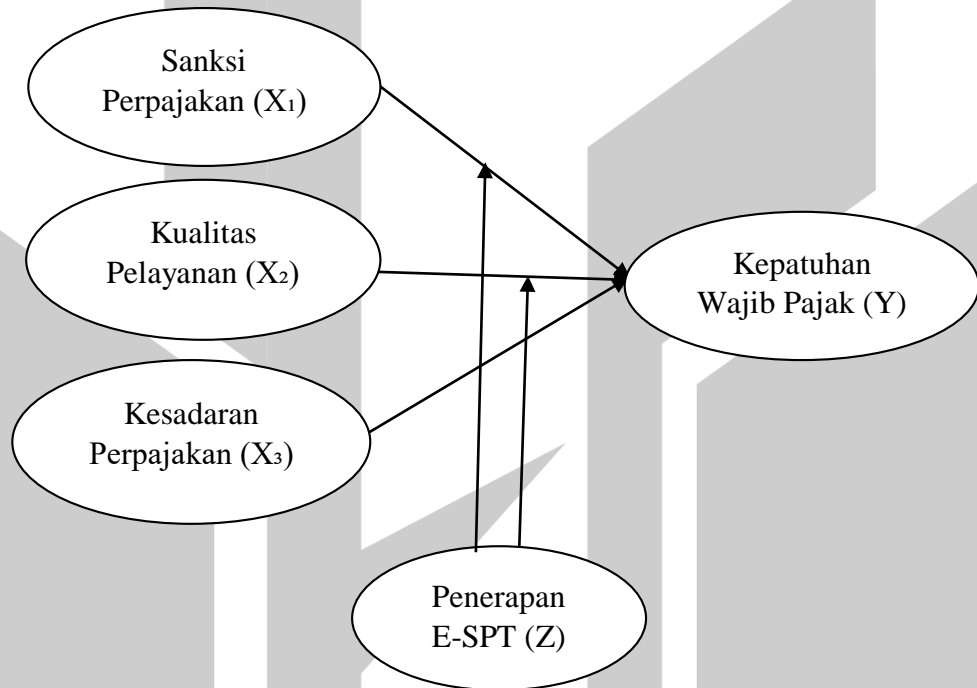 Sanksi
Perpajakan (X₁)
Kualitas
Pelayanan (X₂)
Kepatuhan
Wajib Pajak (Y)
Kesadaran
Perpajakan (X₃)
Penerapan
E-SPT (Z)